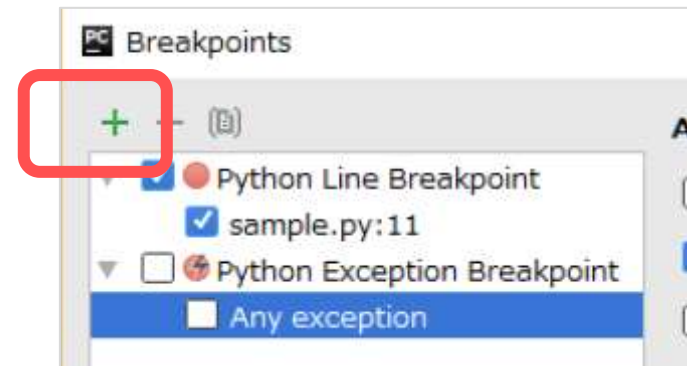 PC Breakpoints
A
Python Line Breakpoint
sample.py:11
Python Exception Breakpoint
Any exception